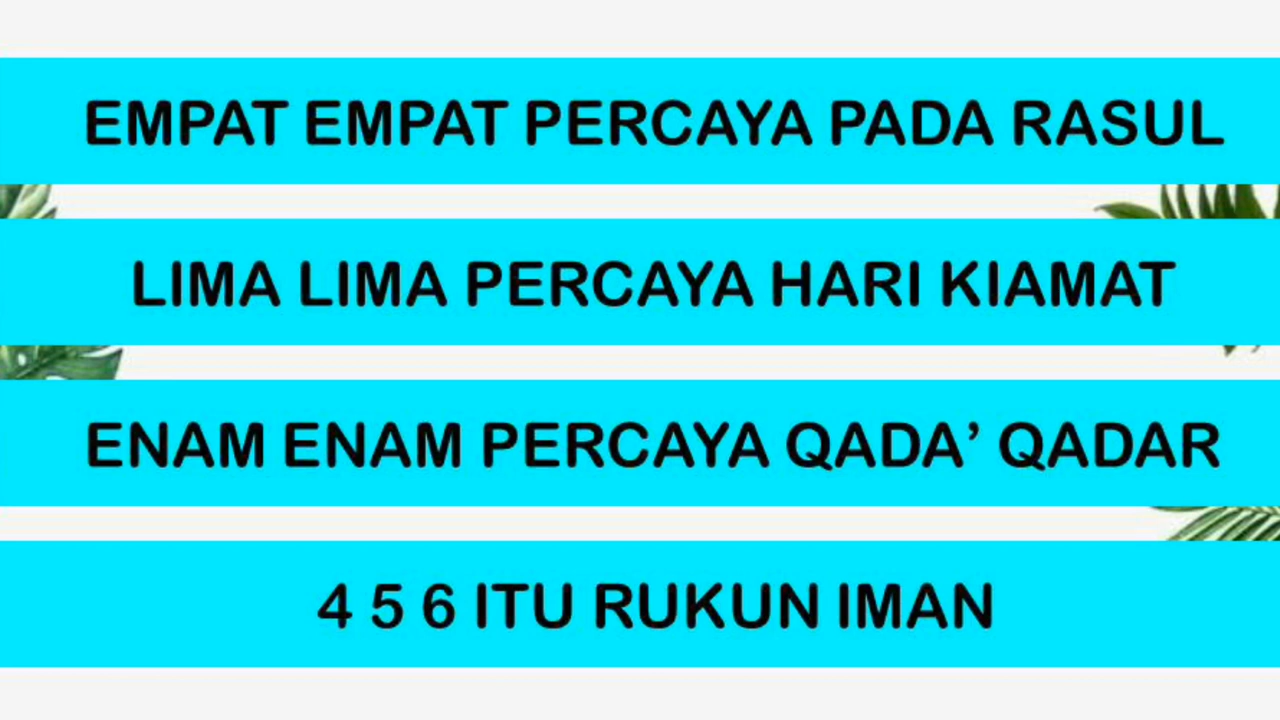 EMPAT EMPAT PERCAYA PADA RASUL
LIMA LIMA PERCAYA HARI KIAMAT
ENAM ENAM PERCAYA QADA’ QADAR
4 5 6 ITU RUKUN IMAN